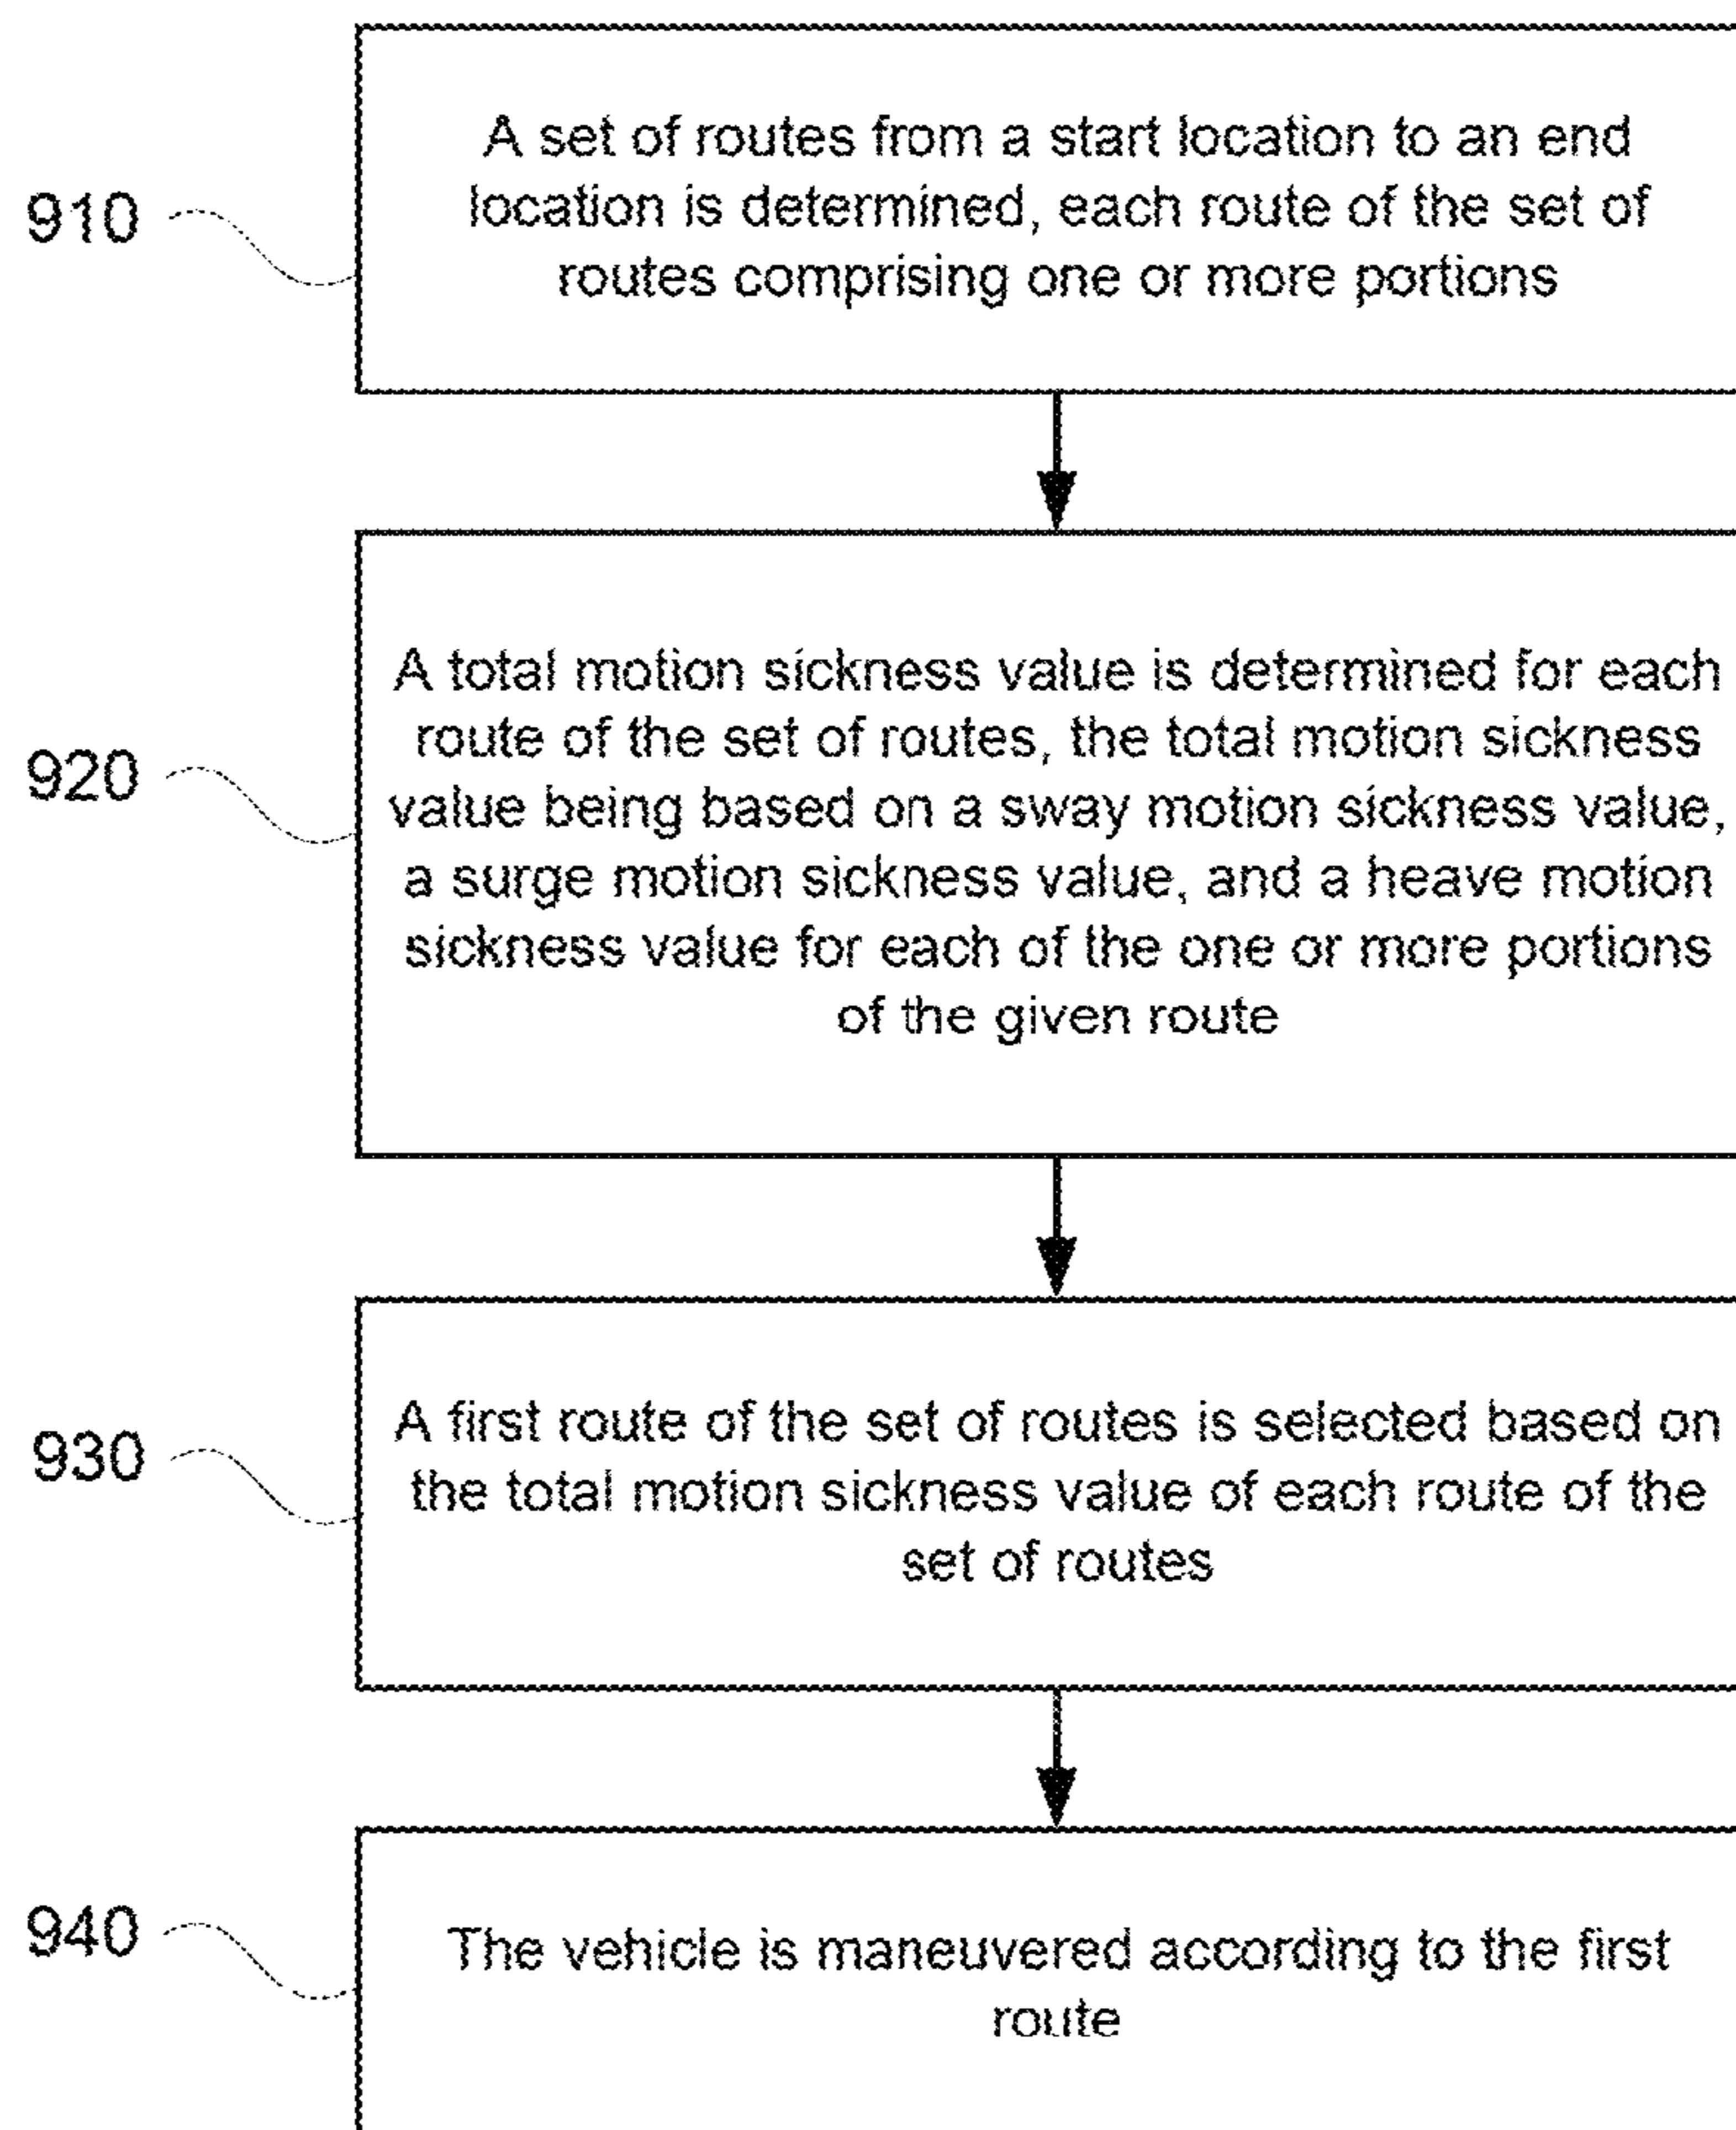 910
A set of routes from a start location to an end
location is determined, each route of the set of
routes comprising one or more portions
920
A total motion sickness value is determined for each
route of the set of routes, the total motion sickness
value being based on a sway motion sickness value,
a surge motion sickness value, and a heave motion
sickness value for each of the one or more portions
of the given route
930
A first route of the set of routes is selected based on
the total motion sickness value of each route of the
set of routes
940
The vehicle is maneuvered according to the first
route